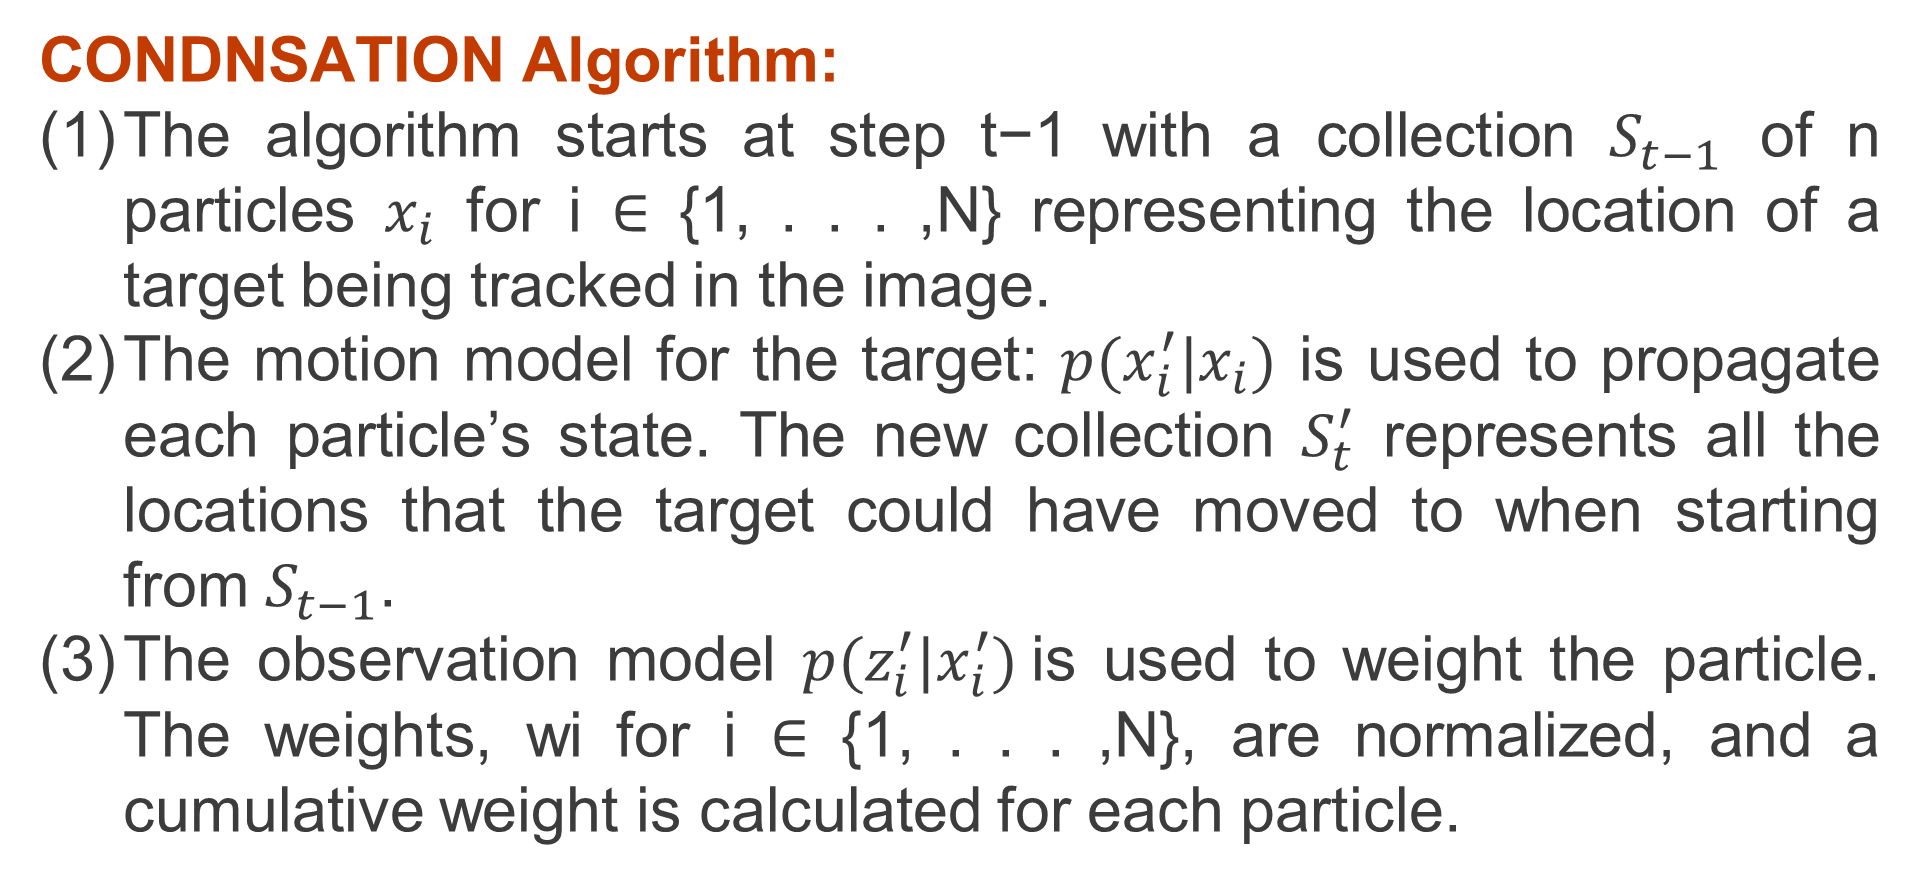 CONDNSATION Algorithm:
(1) The algorithm starts at step t−1 with a collection S_{t−1} of n
particles x_i for i ∈ {1, . . . ,N} representing the location of a
target being tracked in the image.
(2) The motion model for the target: p(x′_i|x_i) is used to propagate
each particle’s state. The new collection S′_t represents all the
locations that the target could have moved to when starting
from S_{t−1}.
(3) The observation model p(z′_i|x′_i) is used to weight the particle.
The weights, wi for i ∈ {1, . . . ,N}, are normalized, and a
cumulative weight is calculated for each particle.